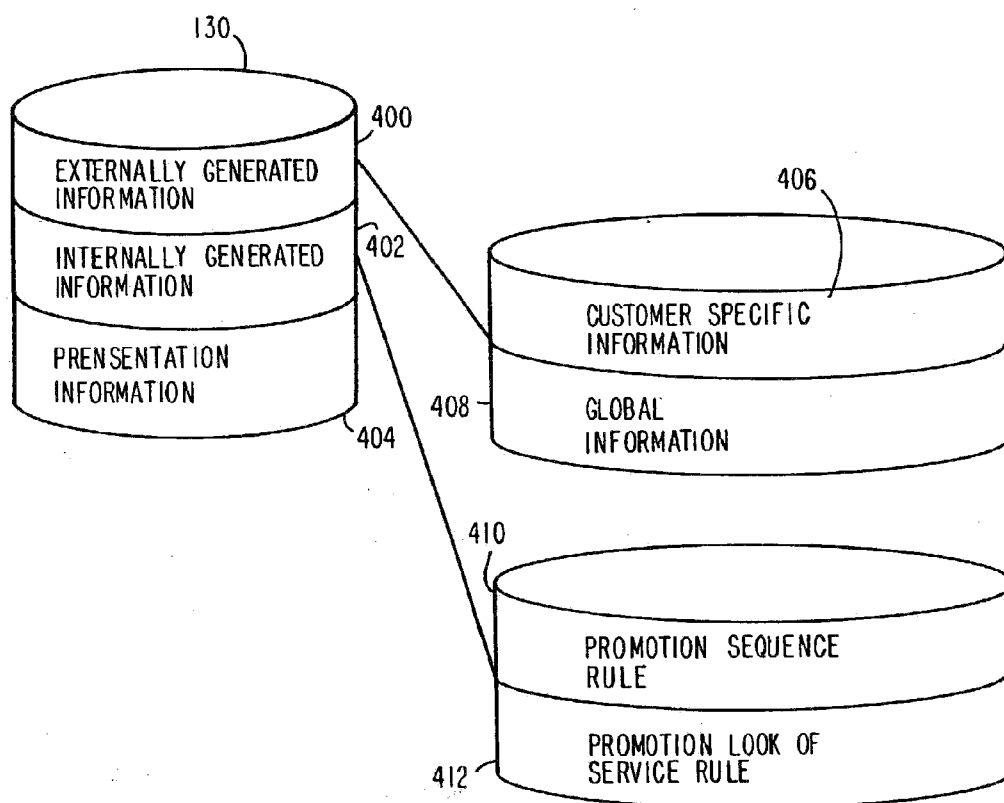 130
400
EXTERNALLY GENERATED
INFORMATION
402
INTERNALLY GENERATED
INFORMATION
PRENSENTATION
INFORMATION
404
406
CUSTOMER SPECIFIC
INFORMATION
408
GLOBAL
INFORMATION
410
PROMOTION SEQUENCE
RULE
PROMOTION LOOK OF
SERVICE RULE
412